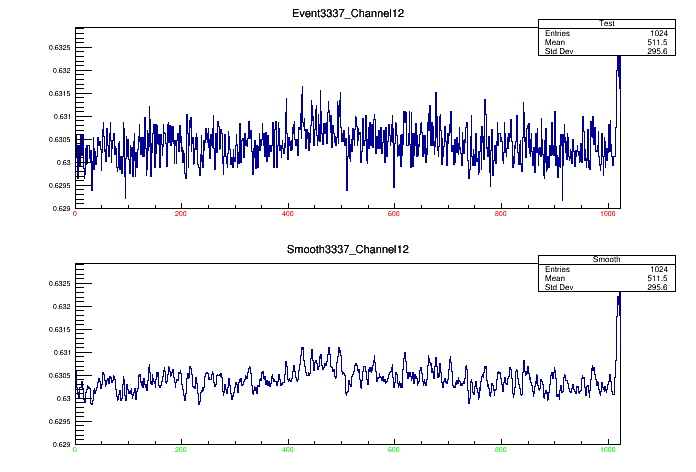 Event3337_Channel12
Test
Entries 1024
Mean 511.5
Std Dev 295.6
0.6325
0.632
0.6315
0.631
0.6305
0.63
0.6295
0.629
0 200 400 600 800 1000
Smooth3337_Channel12
Smooth
Entries 1024
Mean 511.5
Std Dev 295.6
0.6325
0.632
0.6315
0.631
0.6305
0.63
0.6295
0.629
0 200 400 600 800 1000